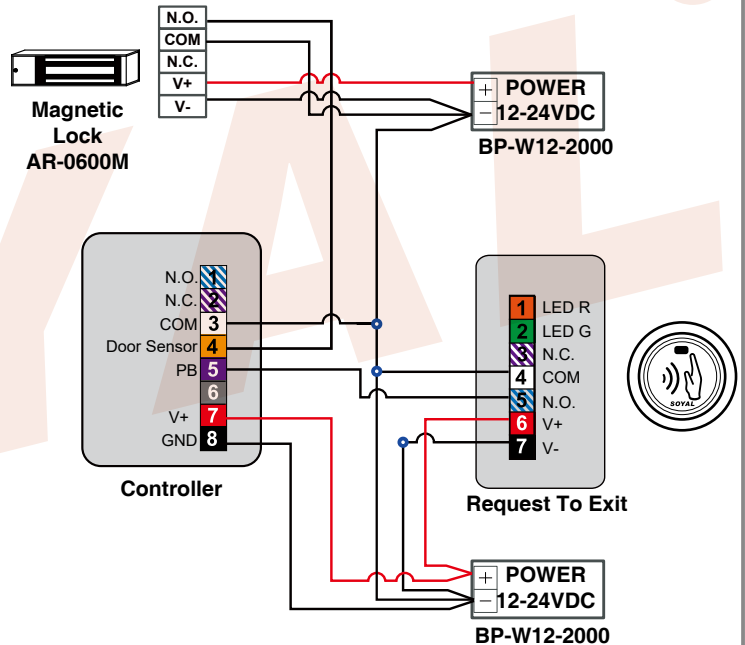 N.O.
COM
N.C.
V+
V-
Magnetic
Lock
AR-0600M
+ POWER
− 12-24VDC
BP-W12-2000
N.O. 1
N.C. 2
COM 3
Door Sensor 4
PB 5
6
V+ 7
GND 8
Controller
1 LED R
2 LED G
3 N.C.
4 COM
5 N.O.
6 V+
7 V-
Request To Exit
SOYAL
+ POWER
− 12-24VDC
BP-W12-2000
YAL